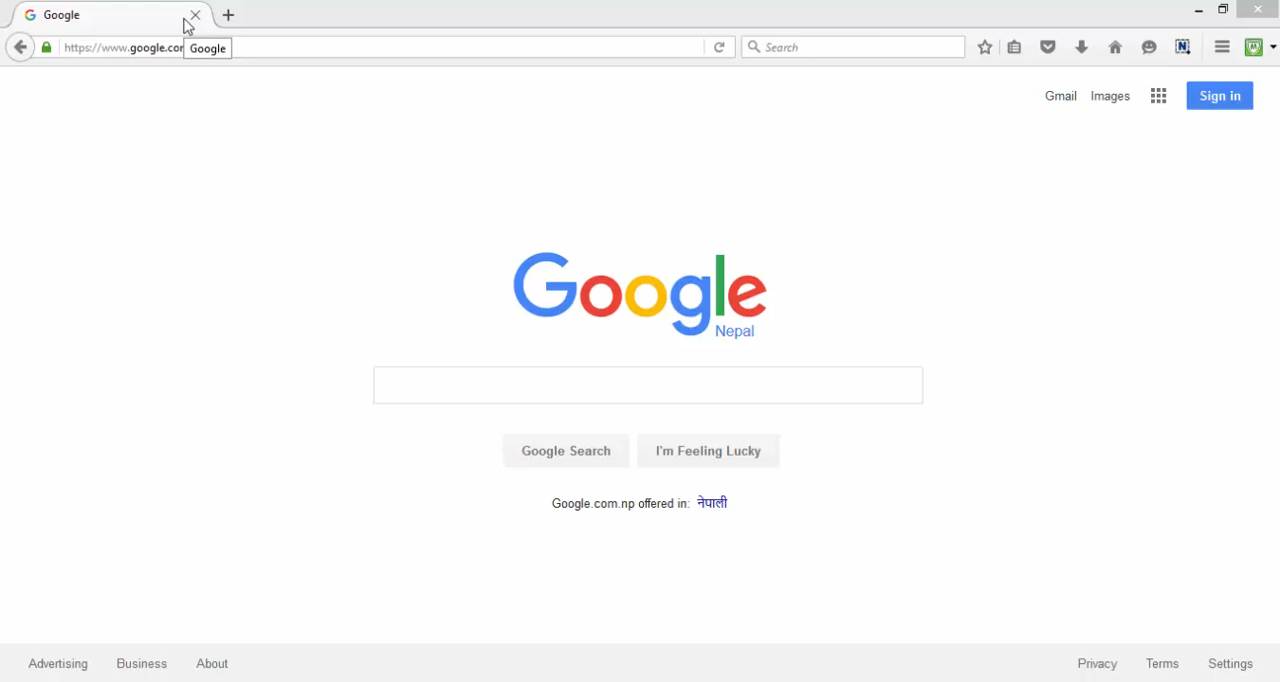 Google
https://www.google.com
Google
Search
Gmail Images Sign in
Google
Nepal
Google Search I'm Feeling Lucky
Google.com.np offered in: नेपाली
Advertising Business About Privacy Terms Settings